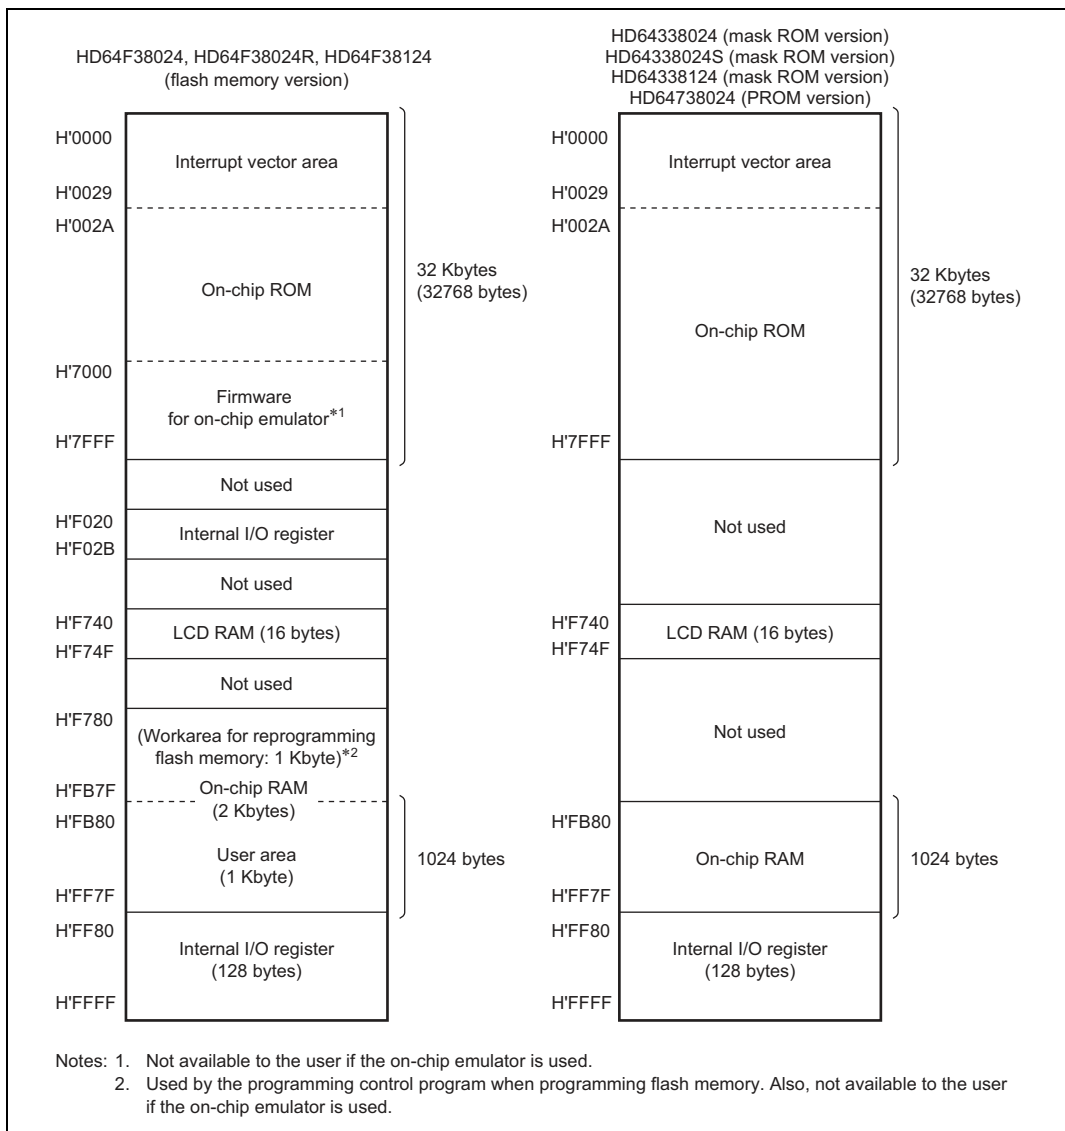 HD64F38024, HD64F38024R, HD64F38124
(flash memory version)
H'0000
Interrupt vector area
H'0029
H'002A
On-chip ROM
32 Kbytes
(32768 bytes)
H'7000
Firmware
for on-chip emulator*1
H'7FFF
Not used
H'F020
Internal I/O register
H'F02B
Not used
H'F740
LCD RAM (16 bytes)
H'F74F
Not used
H'F780
(Workarea for reprogramming
flash memory: 1 Kbyte)*2
H'FB7F
On-chip RAM
(2 Kbytes)
H'FB80
User area
(1 Kbyte)
1024 bytes
H'FF7F
H'FF80
Internal I/O register
(128 bytes)
H'FFFF
HD64338024 (mask ROM version)
HD64338024S (mask ROM version)
HD64338124 (mask ROM version)
HD64738024 (PROM version)
H'0000
Interrupt vector area
H'0029
H'002A
32 Kbytes
(32768 bytes)
On-chip ROM
H'7FFF
Not used
H'F740
LCD RAM (16 bytes)
H'F74F
Not used
H'FB80
On-chip RAM
1024 bytes
H'FF7F
H'FF80
Internal I/O register
(128 bytes)
H'FFFF
Notes: 1. Not available to the user if the on-chip emulator is used.
2. Used by the programming control program when programming flash memory. Also, not available to the user
if the on-chip emulator is used.